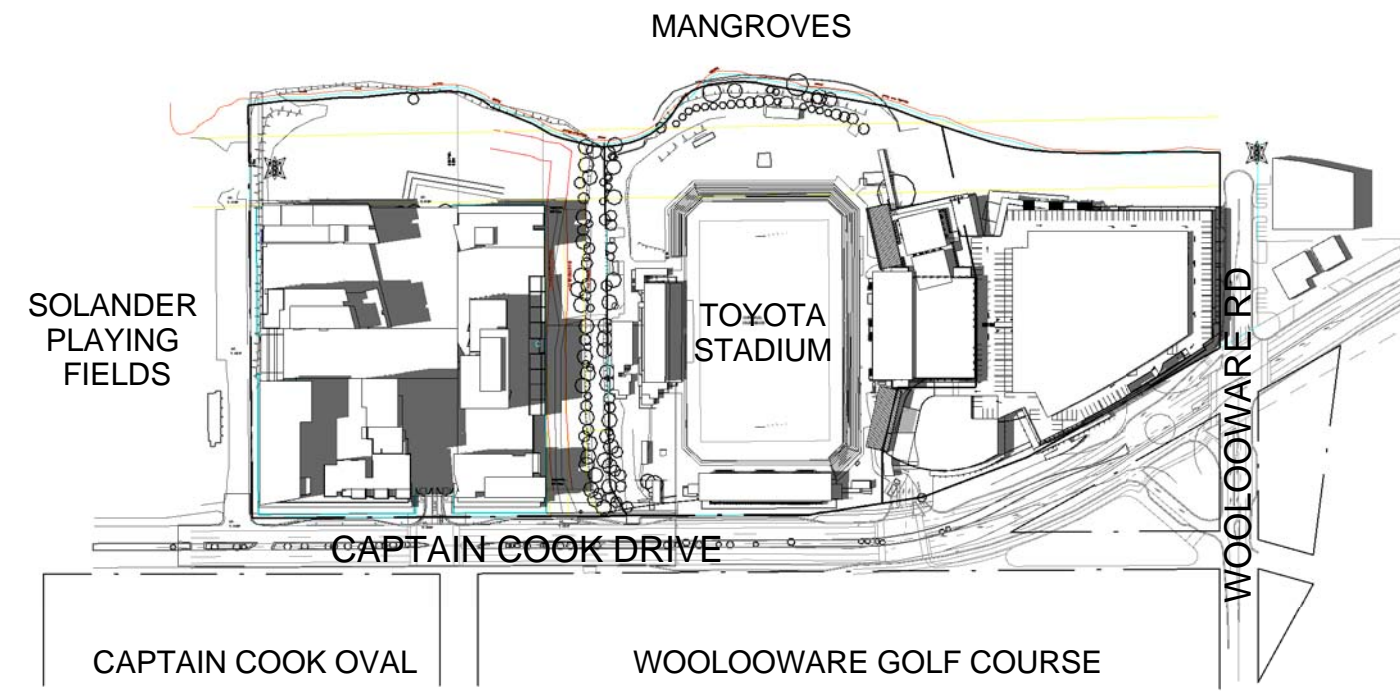 MANGROVES
SOLANDER
PLAYING
FIELDS
TOYOTA
STADIUM
WOOLOOWARE RD
CAPTAIN COOK DRIVE
CAPTAIN COOK OVAL
WOOLOOWARE GOLF COURSE